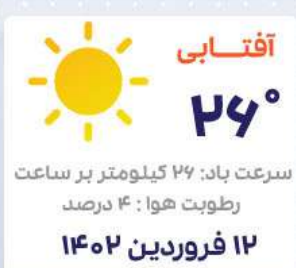 آفتـــابی
۲۶°
سرعت باد: ۲۶ کیلومتر بر ساعت
رطوبت هوا : ۴ درصد
۱۲ فروردین ۱۴۰۲